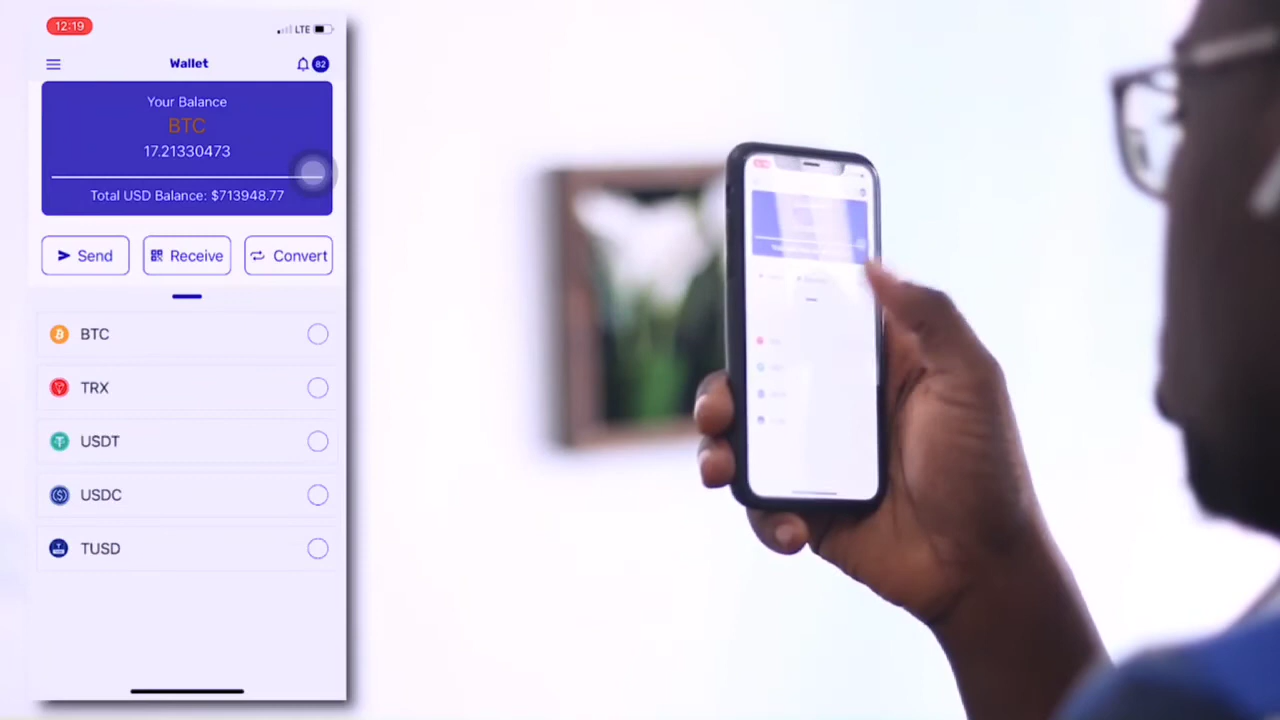 12:19
LTE
Wallet
82
Your Balance
BTC
17.21330473
Total USD Balance: $713948.77
Send
Receive
Convert
BTC
TRX
USDT
USDC
TUSD